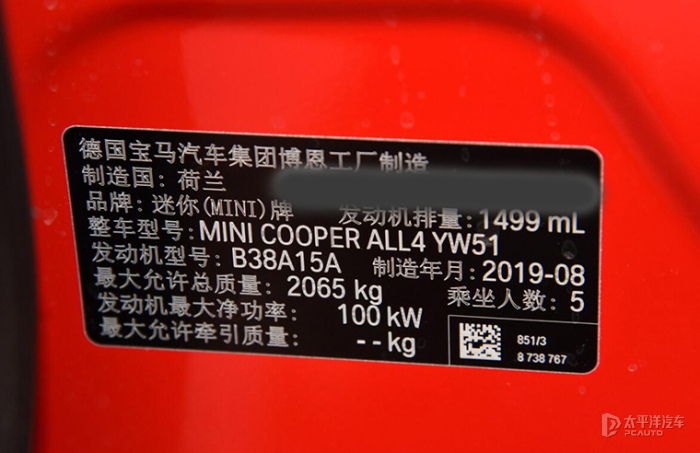 德国宝马汽车集团博恩工厂制造
制造国: 荷兰
品牌: 迷你(MINI)牌 发动机排量: 1499 mL
整车型号: MINI COOPER ALL4 YW51
发动机型号: B38A15A 制造年月: 2019-08
最大允许总质量: 2065 kg 乘坐人数: 5
发动机最大净功率: 100 kW
最大允许牵引质量: --kg
851/3
8 738 767
太平洋汽车
PCAUTO